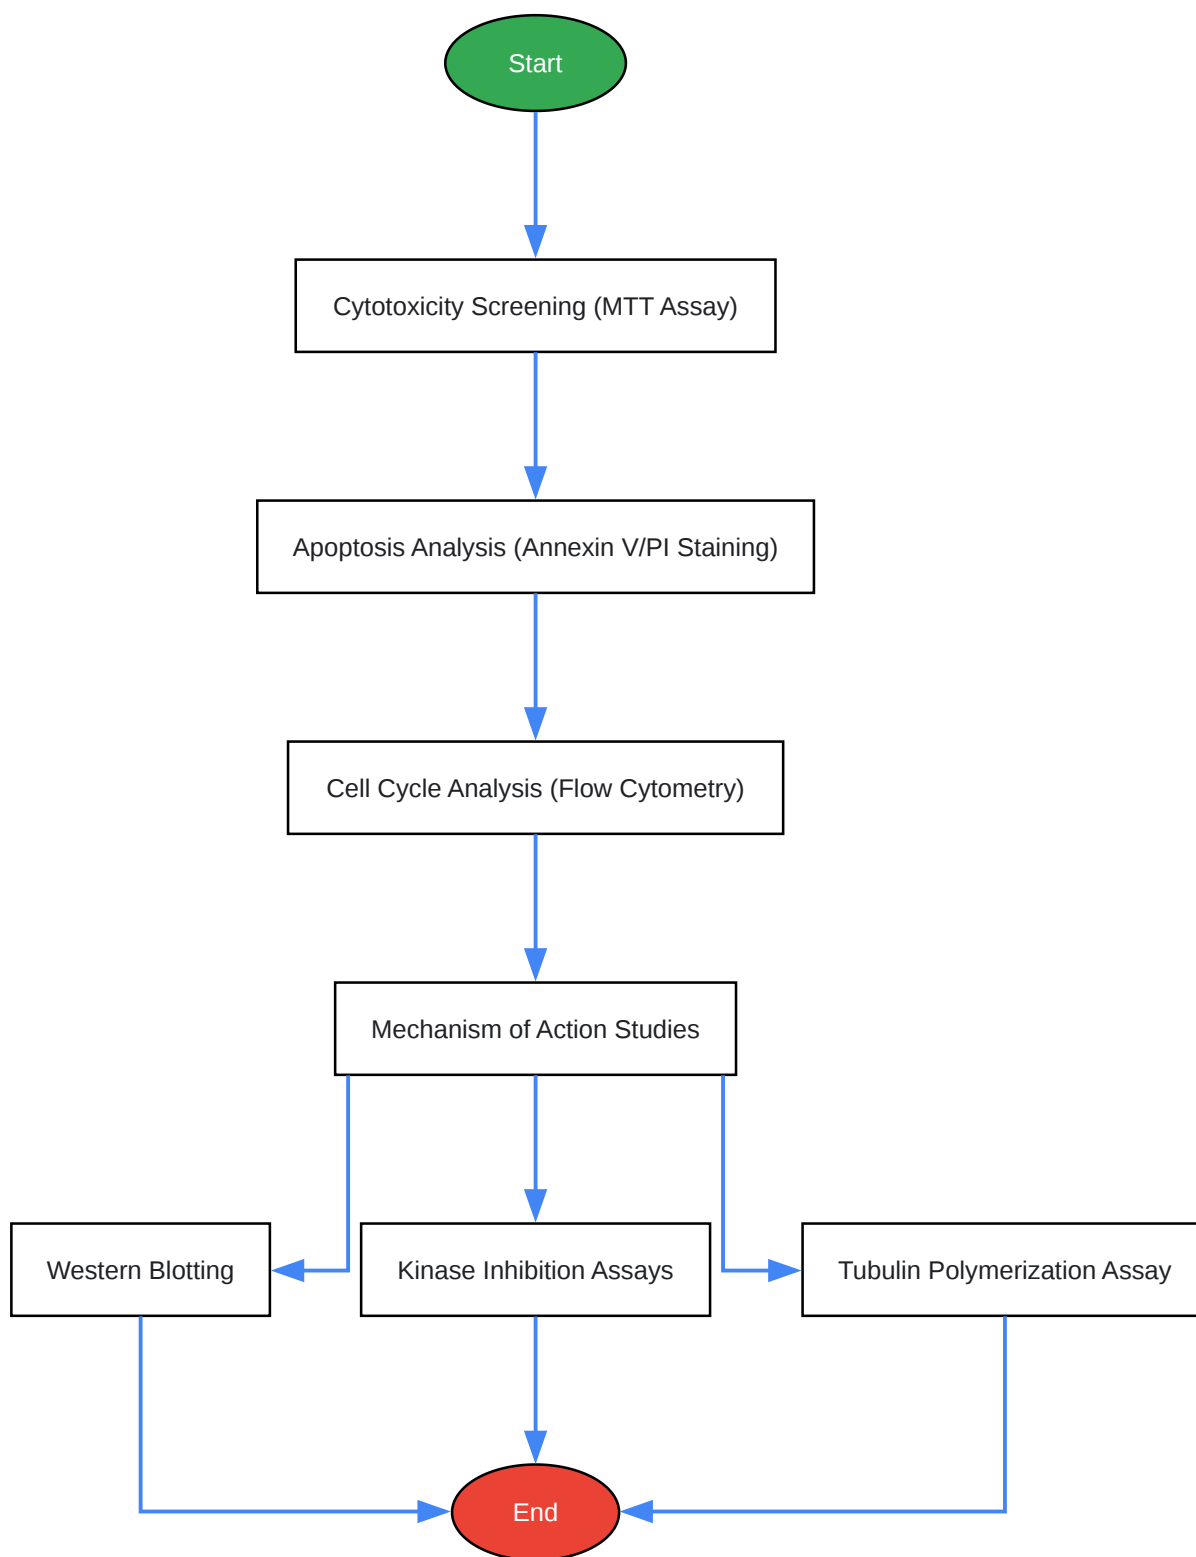 Start
Cytotoxicity Screening (MTT Assay)
Apoptosis Analysis (Annexin V/PI Staining)
Cell Cycle Analysis (Flow Cytometry)
Mechanism of Action Studies
Western Blotting
Kinase Inhibition Assays
Tubulin Polymerization Assay
End